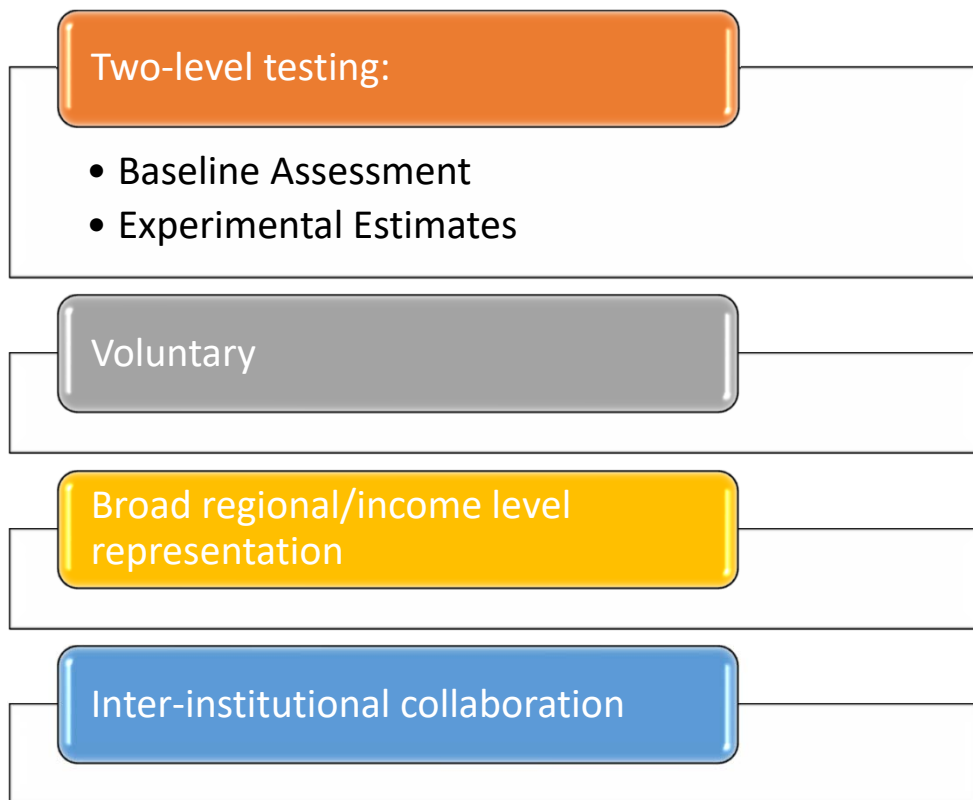 Two-level testing:
• Baseline Assessment
• Experimental Estimates
Voluntary
Broad regional/income level
representation
Inter-institutional collaboration